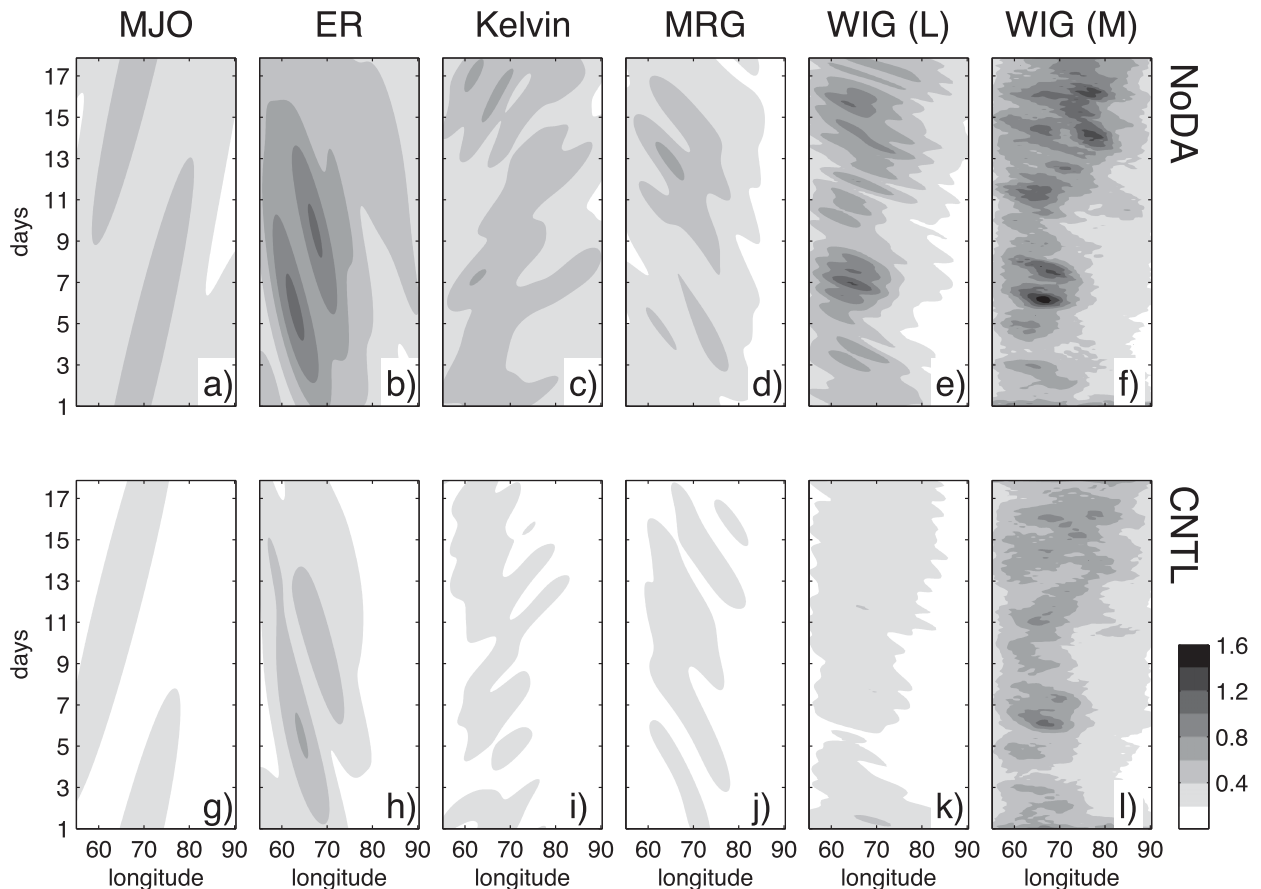 MJO ER Kelvin MRG WIG (L) WIG (M)
17
15
13
11
9
7
5
3
1
days
a) b) c) d) e) f)
NoDA
17
15
13
11
9
7
5
3
1
days
g) h) i) j) k) l)
CNTL
1.6
1.2
0.8
0.4
60 70 80 90 60 70 80 90 60 70 80 90 60 70 80 90 60 70 80 90 60 70 80 90
longitude longitude longitude longitude longitude longitude